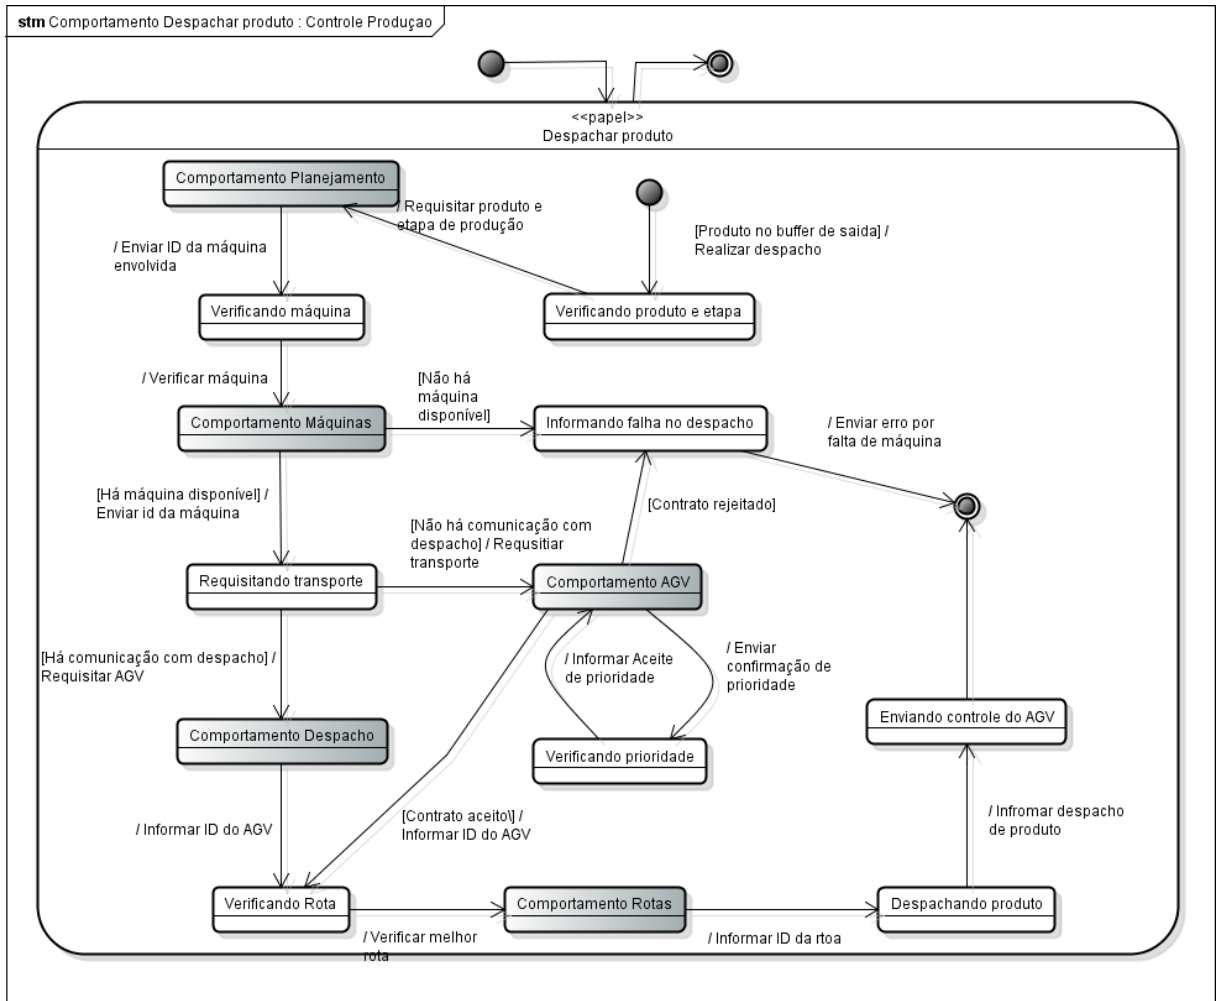 stm Comportamento Despachar produto : Controle Produçao
<<papel>>
Despachar produto
Comportamento Planejamento
/ Requisitar produto e
etapa de produção
[Produto no buffer de saida] /
Realizar despacho
/ Enviar ID da máquina
envolvida
Verificando máquina
Verificando produto e etapa
/ Verificar máquina
[Não há
máquina
disponível]
Comportamento Máquinas
Informando falha no despacho
/ Enviar erro por
falta de máquina
[Há máquina disponível] /
Enviar id da máquina
[Contrato rejeitado]
[Não há comunicação com
despacho] / Requsitiar
transporte
Requisitando transporte
Comportamento AGV
[Há comunicação com despacho] /
Requisitar AGV
/ Informar Aceite
de prioridade
/ Enviar
confirmação de
prioridade
Comportamento Despacho
Verificando prioridade
Enviando controle do AGV
/ Informar ID do AGV
[Contrato aceito\] /
Informar ID do AGV
/ Infromar despacho
de produto
Verificando Rota
Comportamento Rotas
Despachando produto
/ Verificar melhor
rota
/ Informar ID da rtoa